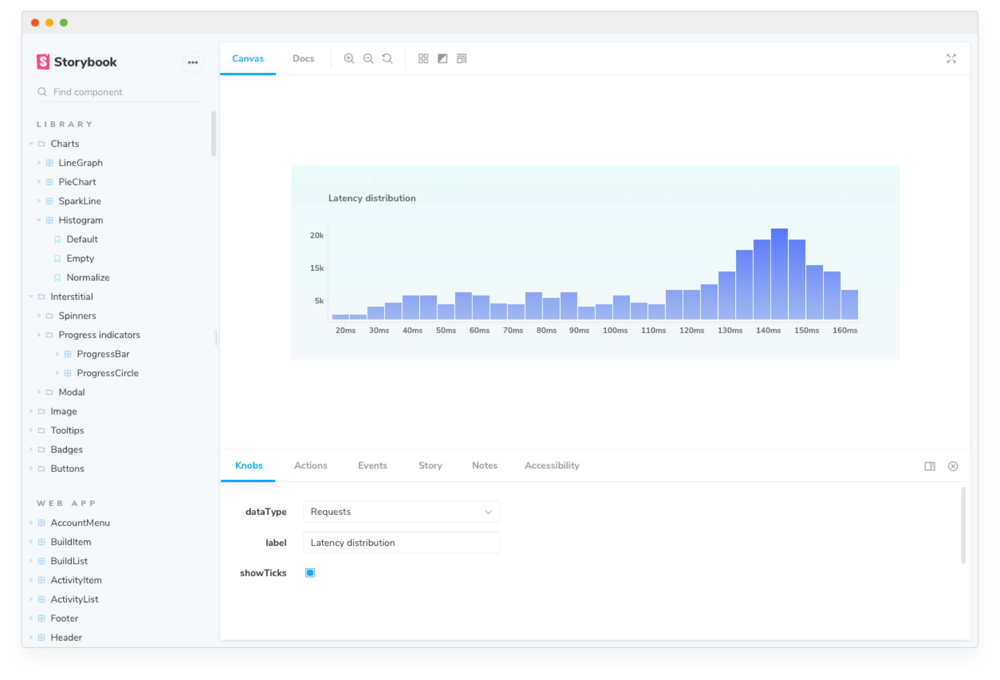 Storybook
Find component
LIBRARY
Charts
LineGraph
PieChart
SparkLine
Histogram
Default
Empty
Normalize
Interstitial
Spinners
Progress indicators
ProgressBar
ProgressCircle
Modal
Image
Tooltips
Badges
Buttons
WEB APP
AccountMenu
BuildItem
BuildList
ActivityItem
ActivityList
Footer
Header
Canvas Docs
Latency distribution
20k
15k
5k
20ms 30ms 40ms 50ms 60ms 70ms 80ms 90ms 100ms 110ms 120ms 130ms 140ms 150ms 160ms
Knobs Actions Events Story Notes Accessibility
dataType Requests
label Latency distribution
showTicks